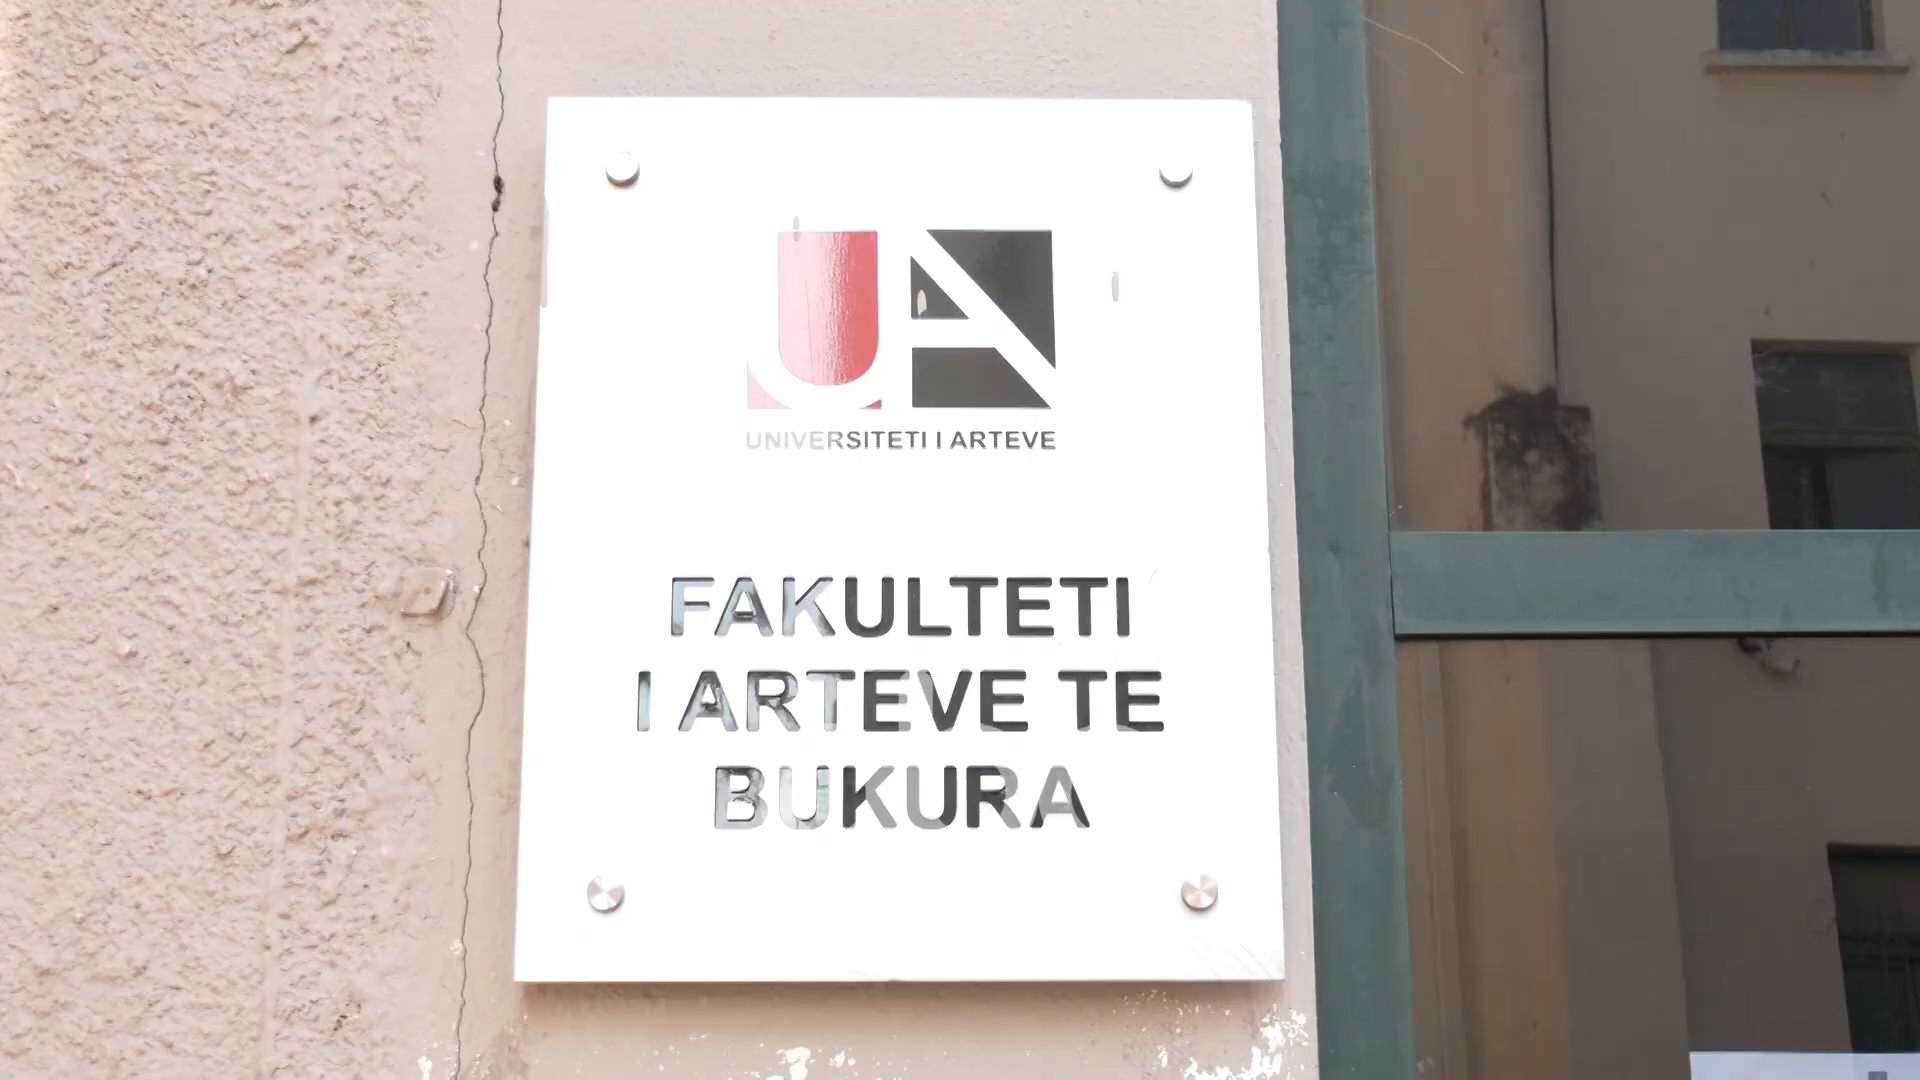 UA
UNIVERSITETI I ARTEVE
FAKULTETI
I ARTEVE TE
BUKURA